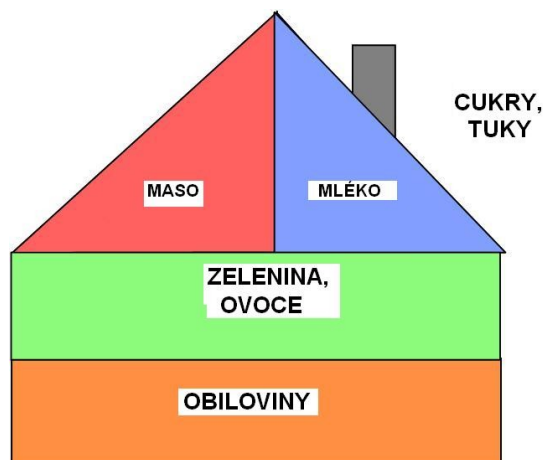 CUKRY,
TUKY
MASO
MLÉKO
ZELENINA,
OVOCE
OBILOVINY